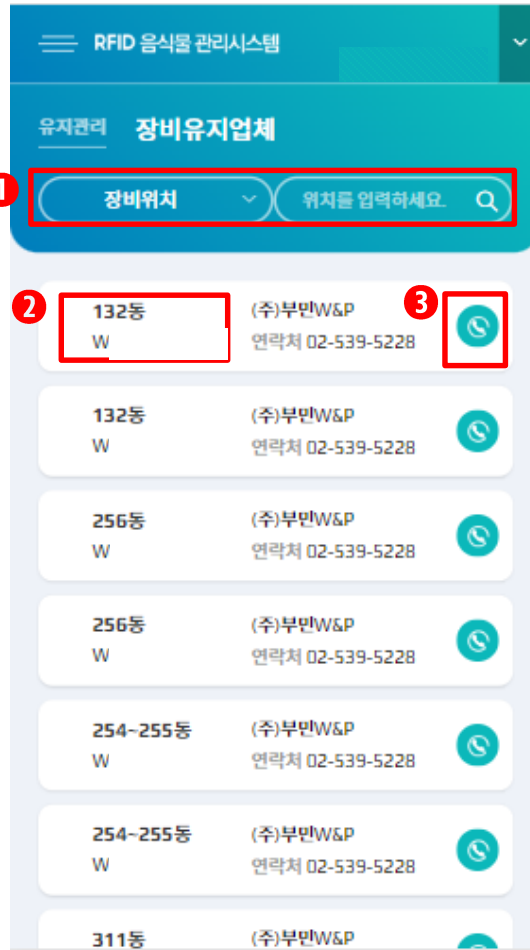 RFID 음식물 관리시스템
유지관리 장비유지업체
1
장비위치 위치를 입력하세요.
2
132동 (주)부민W&P
3
W 연락처 02-539-5228
132동 (주)부민W&P
W 연락처 02-539-5228
256동 (주)부민W&P
W 연락처 02-539-5228
256동 (주)부민W&P
W 연락처 02-539-5228
254~255동 (주)부민W&P
W 연락처 02-539-5228
254~255동 (주)부민W&P
W 연락처 02-539-5228
311동 (주)부민W&P